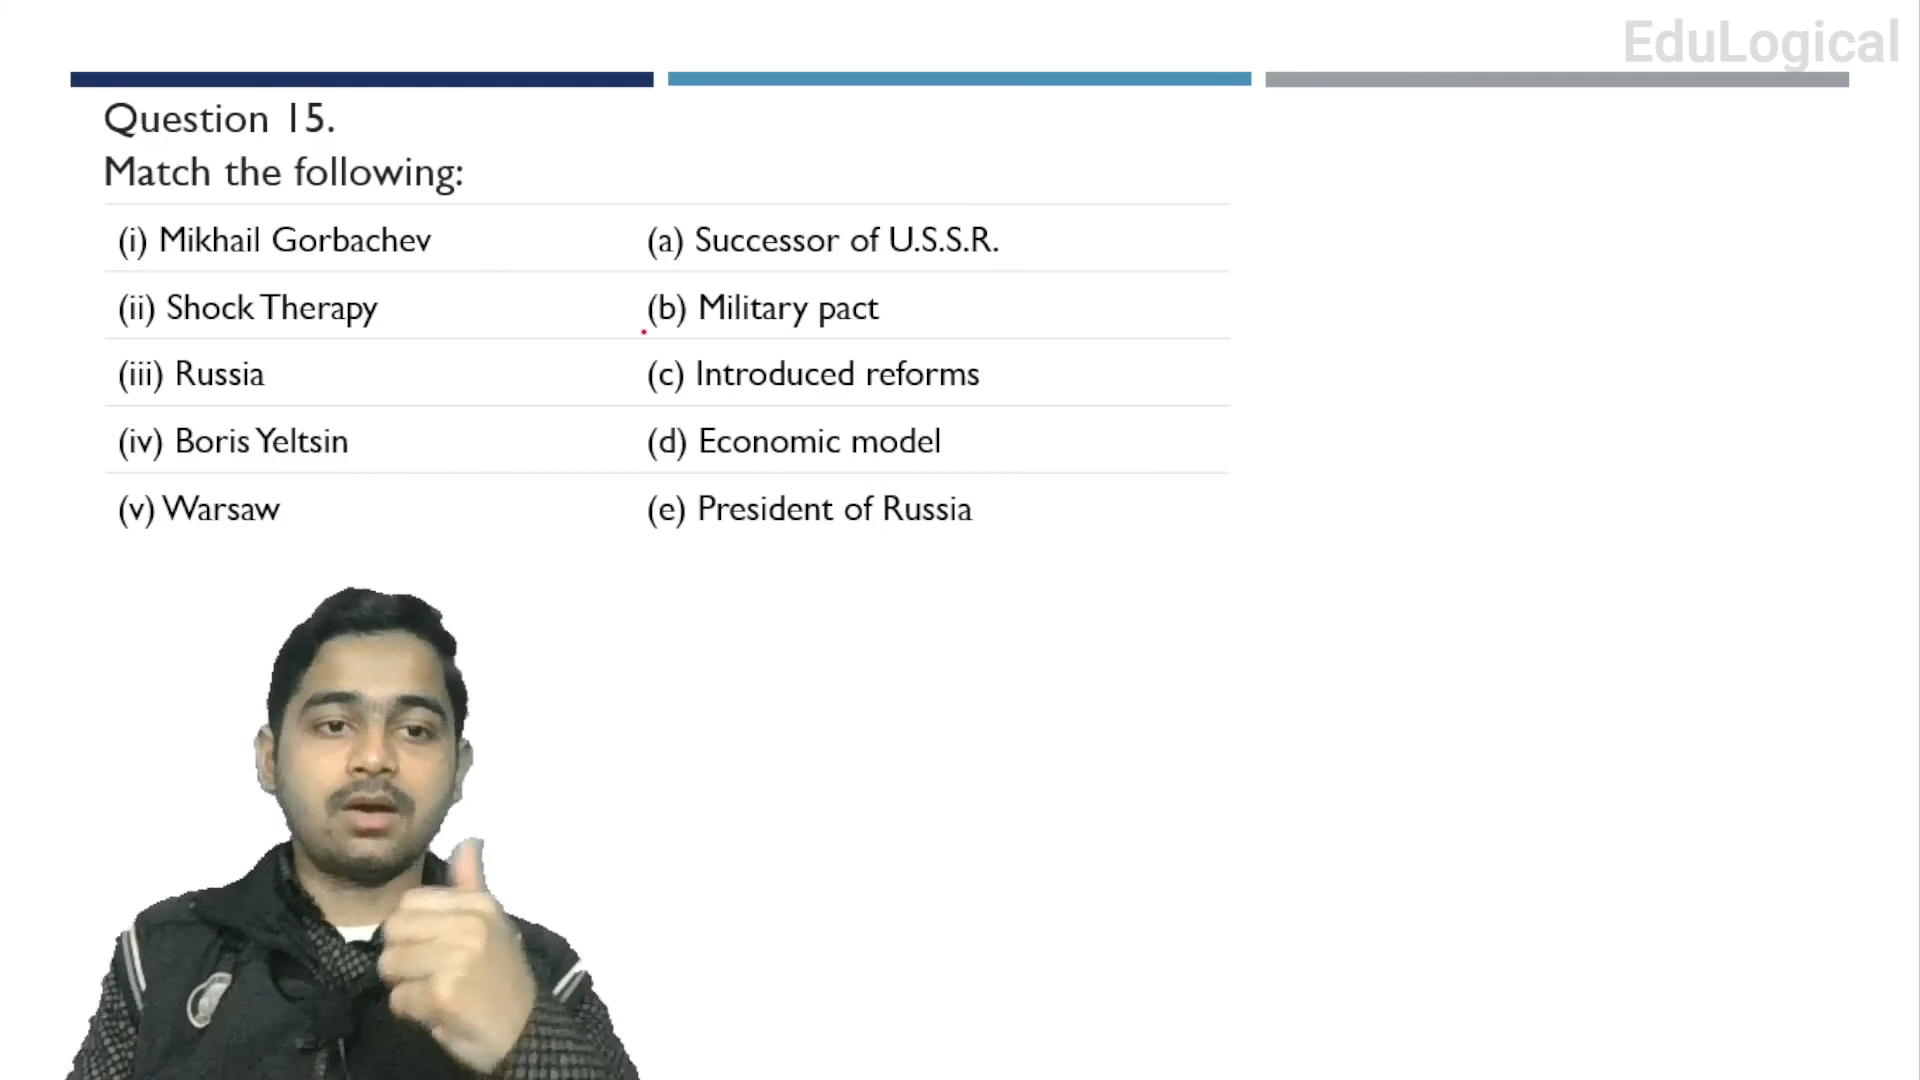 EduLogical
Question 15.
Match the following:
(i) Mikhail Gorbachev (a) Successor of U.S.S.R.
(ii) Shock Therapy (b) Military pact
(iii) Russia (c) Introduced reforms
(iv) Boris Yeltsin (d) Economic model
(v) Warsaw (e) President of Russia